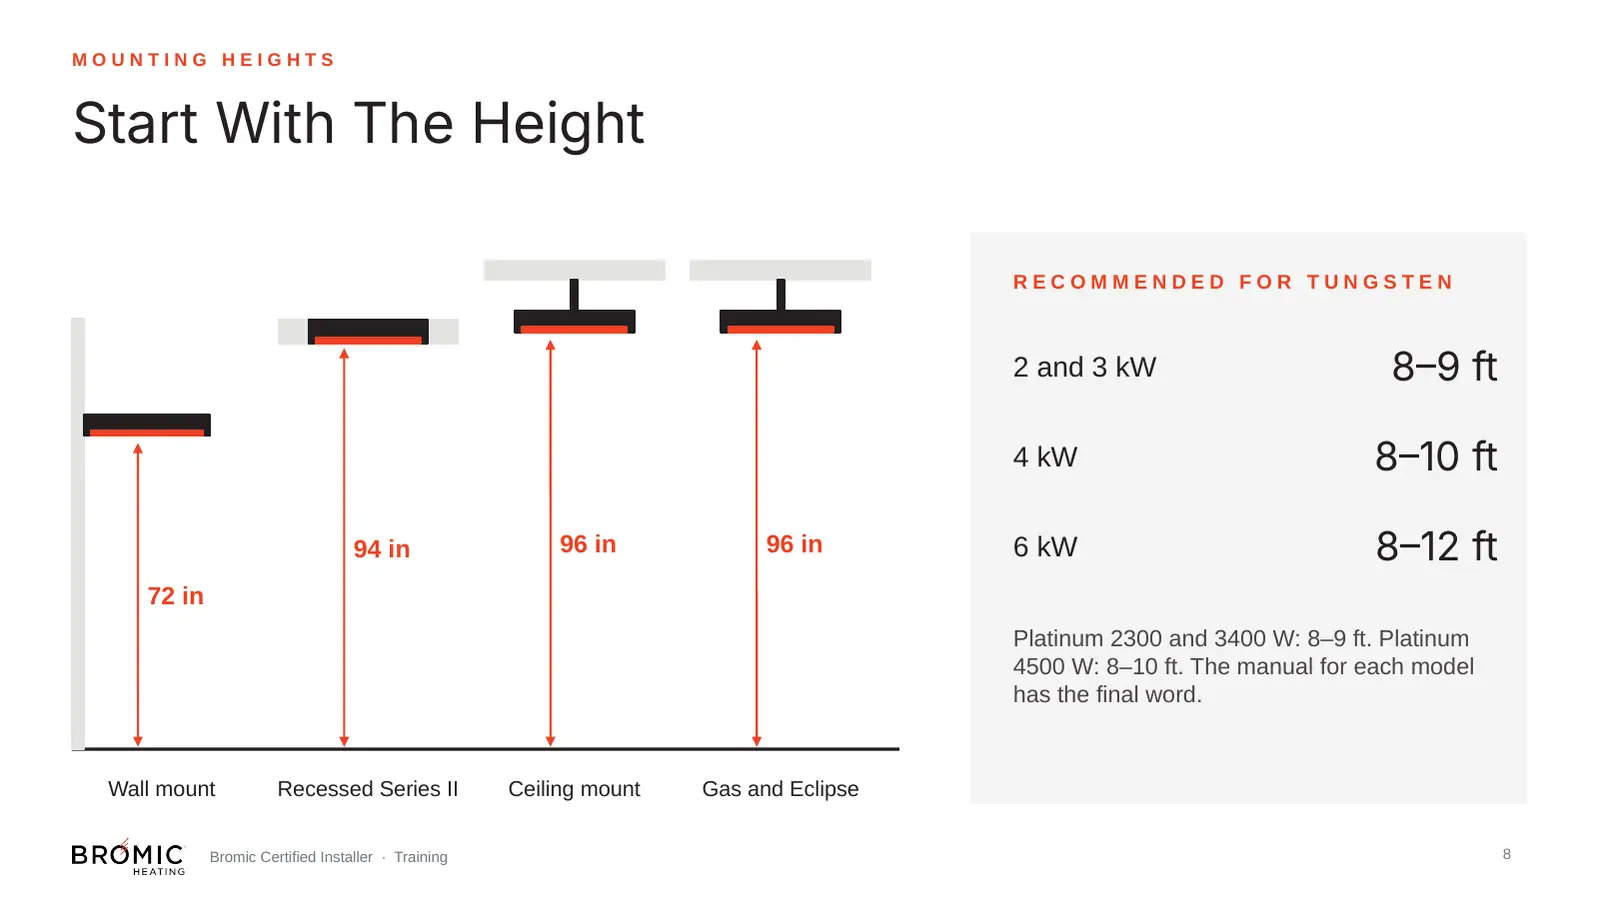 MOUNTING HEIGHTS
Start With The Height
72 in
94 in
96 in
96 in
Wall mount
Recessed Series II
Ceiling mount
Gas and Eclipse
RECOMMENDED FOR TUNGSTEN
2 and 3 kW 8–9 ft
4 kW 8–10 ft
6 kW 8–12 ft
Platinum 2300 and 3400 W: 8–9 ft. Platinum
4500 W: 8–10 ft. The manual for each model
has the final word.
BROMIC
HEATING
Bromic Certified Installer · Training
8